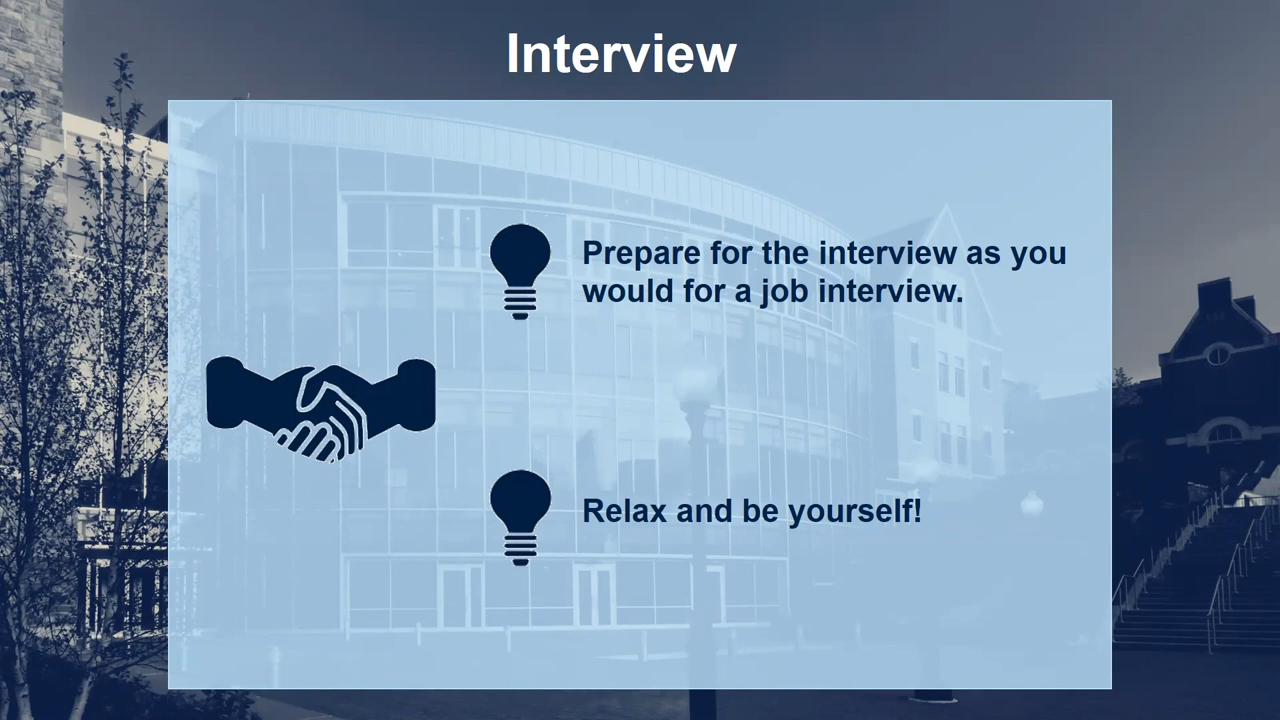 Interview
Prepare for the interview as you
would for a job interview.
Relax and be yourself!